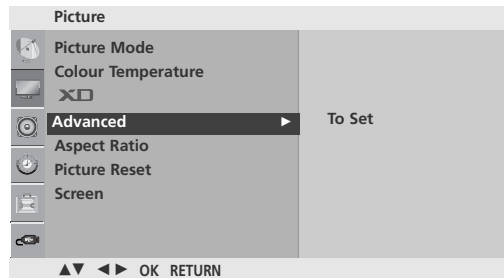 Picture
Picture Mode
Colour Temperature
XD
Advanced ► To Set
Aspect Ratio
Picture Reset
Screen
▲▼ ◄► OK RETURN